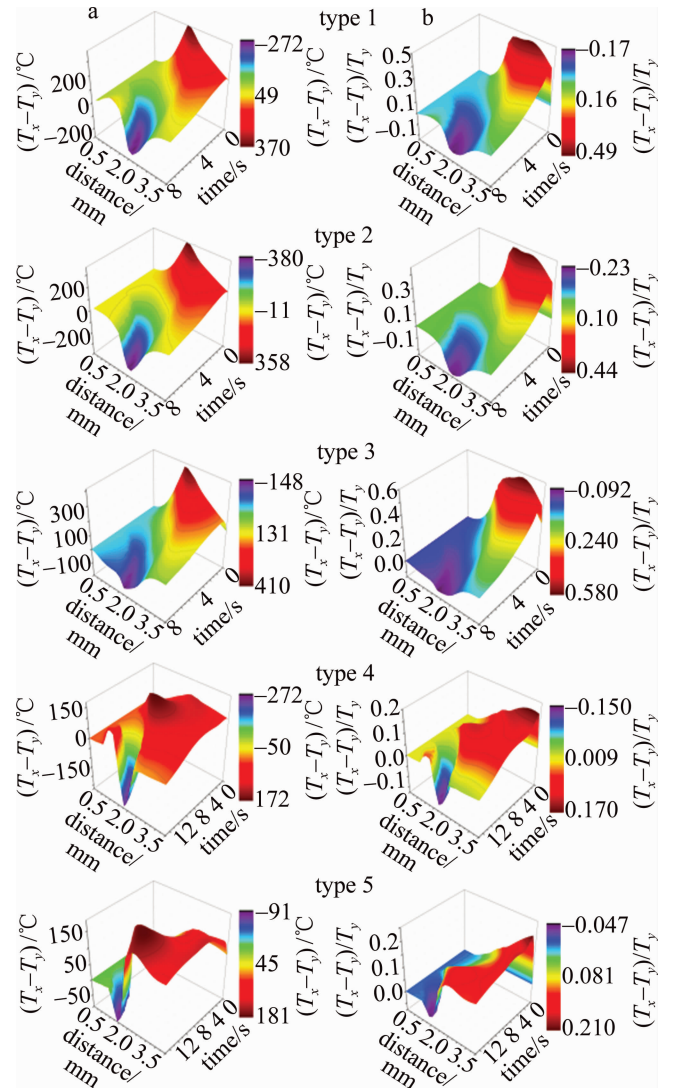 a type 1 b
(Tx−Ty)/℃
200
0
−200
0.5 2.0 3.5
distance/
mm
8 4 0
time/s
−272
49
370
(Tx−Ty)/℃
(Tx−Ty)/Ty
0.5
0.3
0.1
−0.1
0.5 2.0 3.5
distance/
mm
8 4 0
time/s
−0.17
0.16
0.49
(Tx−Ty)/Ty
type 2
(Tx−Ty)/℃
200
0
−200
0.5 2.0 3.5
distance/
mm
8 4 0
time/s
−380
−11
358
(Tx−Ty)/℃
(Tx−Ty)/Ty
0.3
0.1
−0.1
0.5 2.0 3.5
distance/
mm
8 4 0
time/s
−0.23
0.10
0.44
(Tx−Ty)/Ty
type 3
(Tx−Ty)/℃
300
100
−100
0.5 2.0 3.5
distance/
mm
8 4 0
time/s
−148
131
410
(Tx−Ty)/℃
(Tx−Ty)/Ty
0.6
0.4
0.2
0.0
0.5 2.0 3.5
distance/
mm
8 4 0
time/s
−0.092
0.240
0.580
(Tx−Ty)/Ty
type 4
(Tx−Ty)/℃
150
0
−150
0.5 2.0 3.5
distance/
mm
12 8 4 0
time/s
−272
−50
172
(Tx−Ty)/℃
(Tx−Ty)/Ty
0.2
0.1
0.0
−0.1
0.5 2.0 3.5
distance/
mm
12 8 4 0
time/s
−0.150
0.009
0.170
(Tx−Ty)/Ty
type 5
(Tx−Ty)/℃
150
50
−50
0.5 2.0 3.5
distance/
mm
12 8 4 0
time/s
−91
45
181
(Tx−Ty)/℃
(Tx−Ty)/Ty
0.2
0.1
0.0
0.5 2.0 3.5
distance/
mm
12 8 4 0
time/s
−0.047
0.081
0.210
(Tx−Ty)/Ty